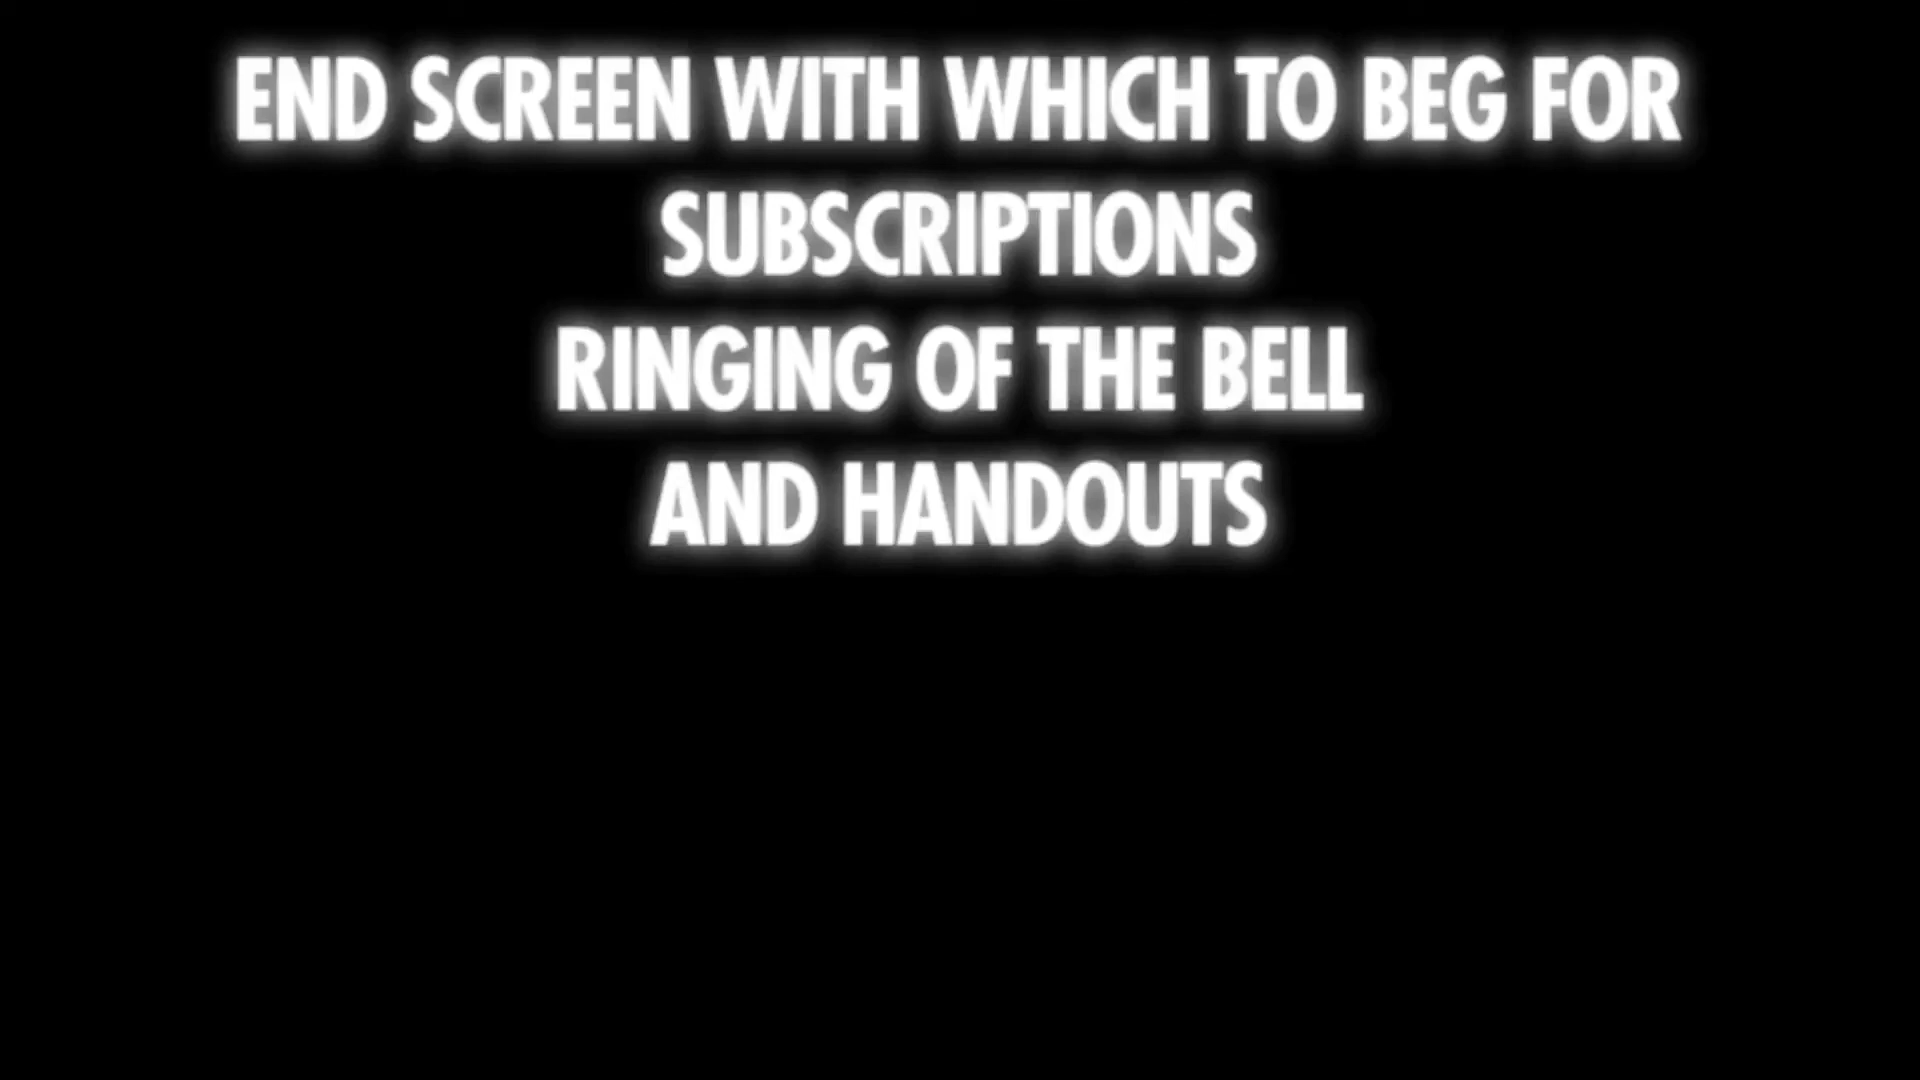 END SCREEN WITH WHICH TO BEG FOR
SUBSCRIPTIONS
RINGING OF THE BELL
AND HANDOUTS